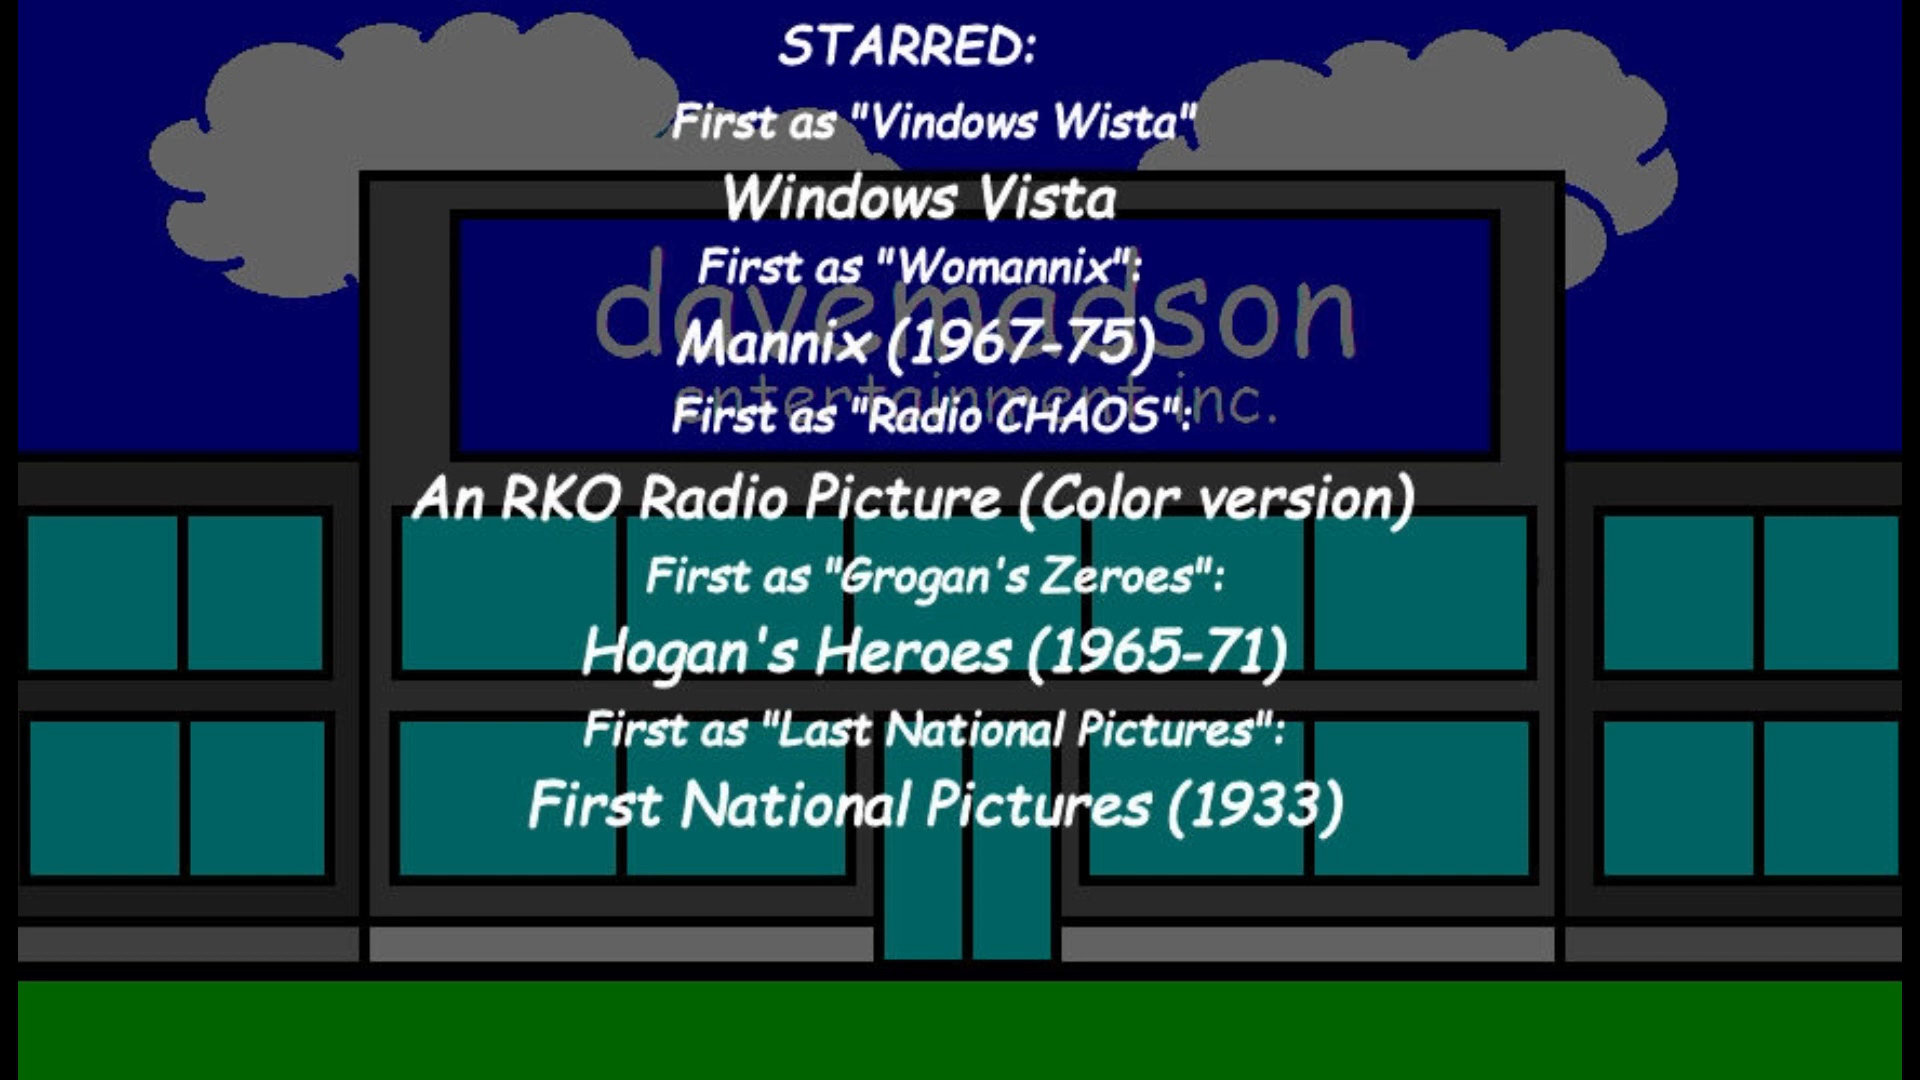 STARRED:
First as "Vindows Wista"
Windows Vista
First as "Womannix":
davemadson
Mannix (1967-75)
entertainment inc.
First as "Radio CHAOS":
An RKO Radio Picture (Color version)
First as "Grogan's Zeroes":
Hogan's Heroes (1965-71)
First as "Last National Pictures":
First National Pictures (1933)